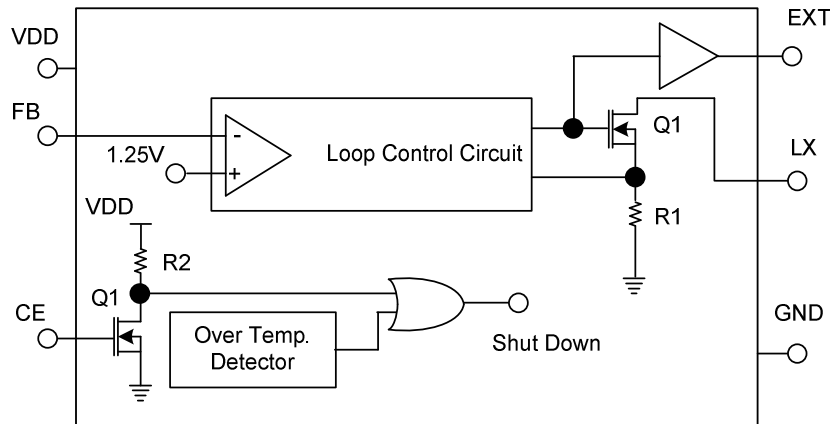 EXT
VDD
FB
Q1
1.25V
-
+
Loop Control Circuit
LX
VDD
R1
R2
Q1
CE
Over Temp.
Detector
Shut Down
GND